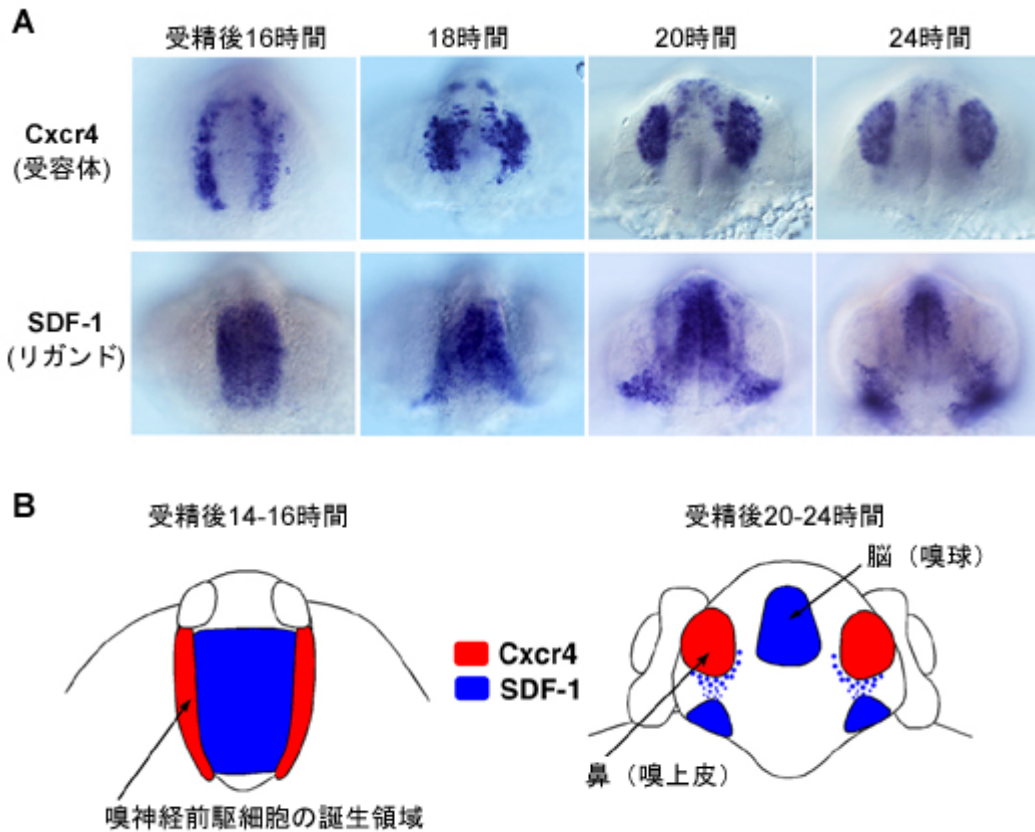 A
受精後16時間 18時間 20時間 24時間
Cxcr4
(受容体)
SDF-1
(リガンド)
B
受精後14-16時間
受精後20-24時間
脳（嗅球）
Cxcr4
SDF-1
鼻（嗅上皮）
嗅神経前駆細胞の誕生領域